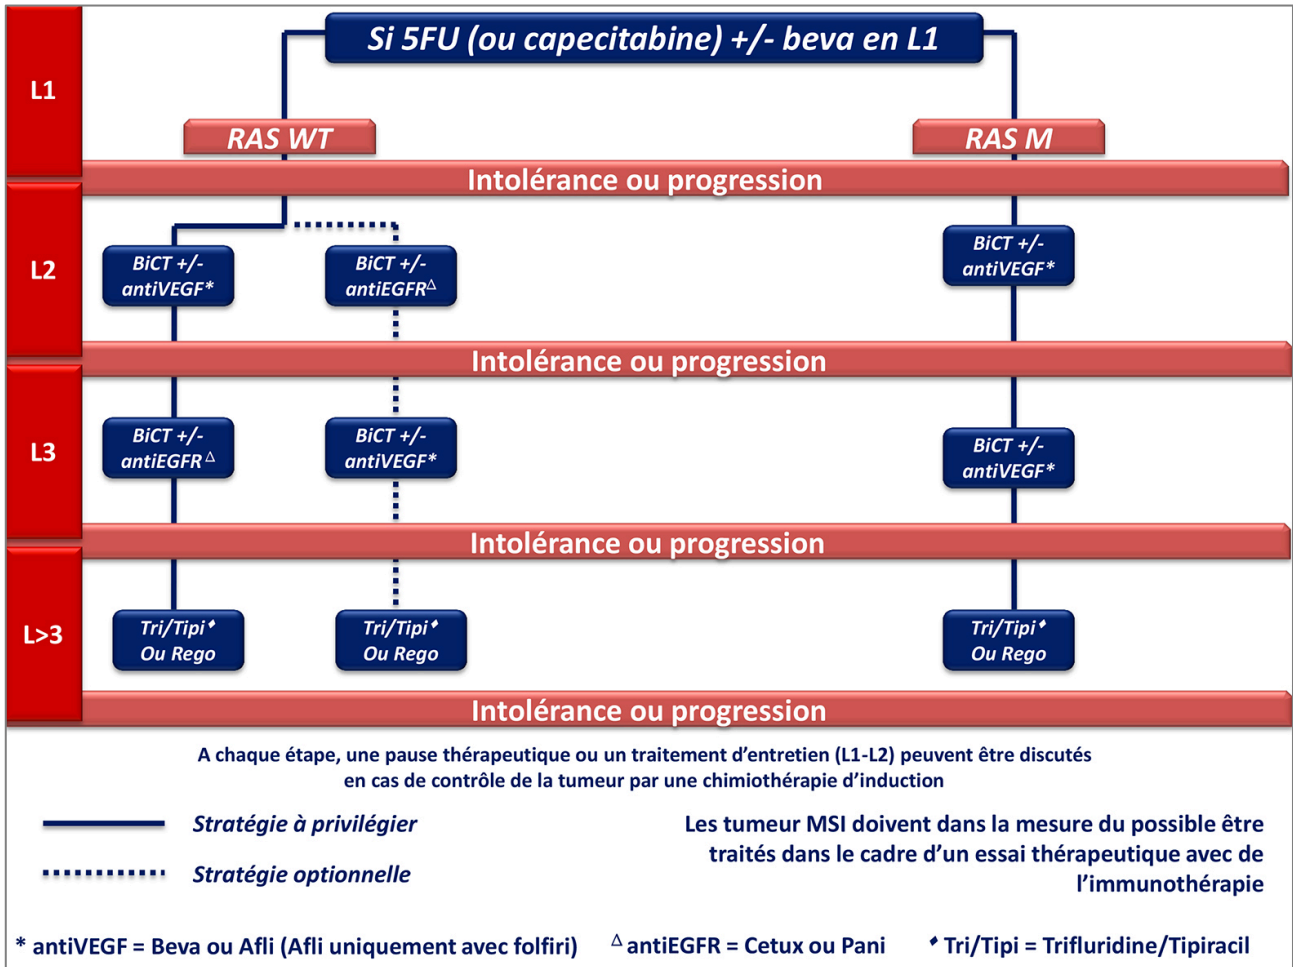 Si 5FU (ou capecitabine) +/- beva en L1
L1
RAS WT
RAS M
Intolérance ou progression
L2
BiCT +/-
antiVEGF*
BiCT +/-
antiEGFRΔ
BiCT +/-
antiVEGF*
Intolérance ou progression
L3
BiCT +/-
antiEGFR Δ
BiCT +/-
antiVEGF*
BiCT +/-
antiVEGF*
Intolérance ou progression
L>3
Tri/Tipi♦
Ou Rego
Tri/Tipi♦
Ou Rego
Tri/Tipi♦
Ou Rego
Intolérance ou progression
A chaque étape, une pause thérapeutique ou un traitement d’entretien (L1-L2) peuvent être discutés
en cas de contrôle de la tumeur par une chimiothérapie d’induction
Stratégie à privilégier
Stratégie optionnelle
Les tumeur MSI doivent dans la mesure du possible être
traités dans le cadre d’un essai thérapeutique avec de
l’immunothérapie
* antiVEGF = Beva ou Afli (Afli uniquement avec folfiri)
Δ antiEGFR = Cetux ou Pani
♦ Tri/Tipi = Trifluridine/Tipiracil